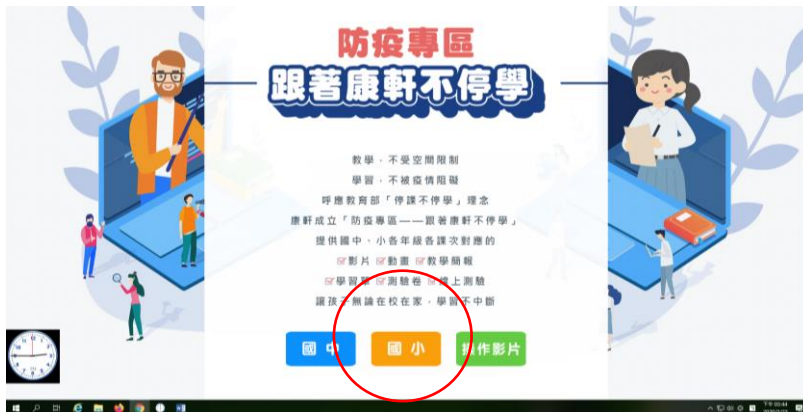 防疫專區
跟著康軒不停學
教學，不受空間限制
學習，不被疫情阻礙
呼應教育部「停課不停學」理念
康軒成立「防疫專區——跟著康軒不停學」
提供國中、小各年級各課次對應的
影片 動畫 教學簡報
學習單 測驗卷 線上測驗
讓孩子無論在校在家，學習不中斷
國中 國小 操作影片